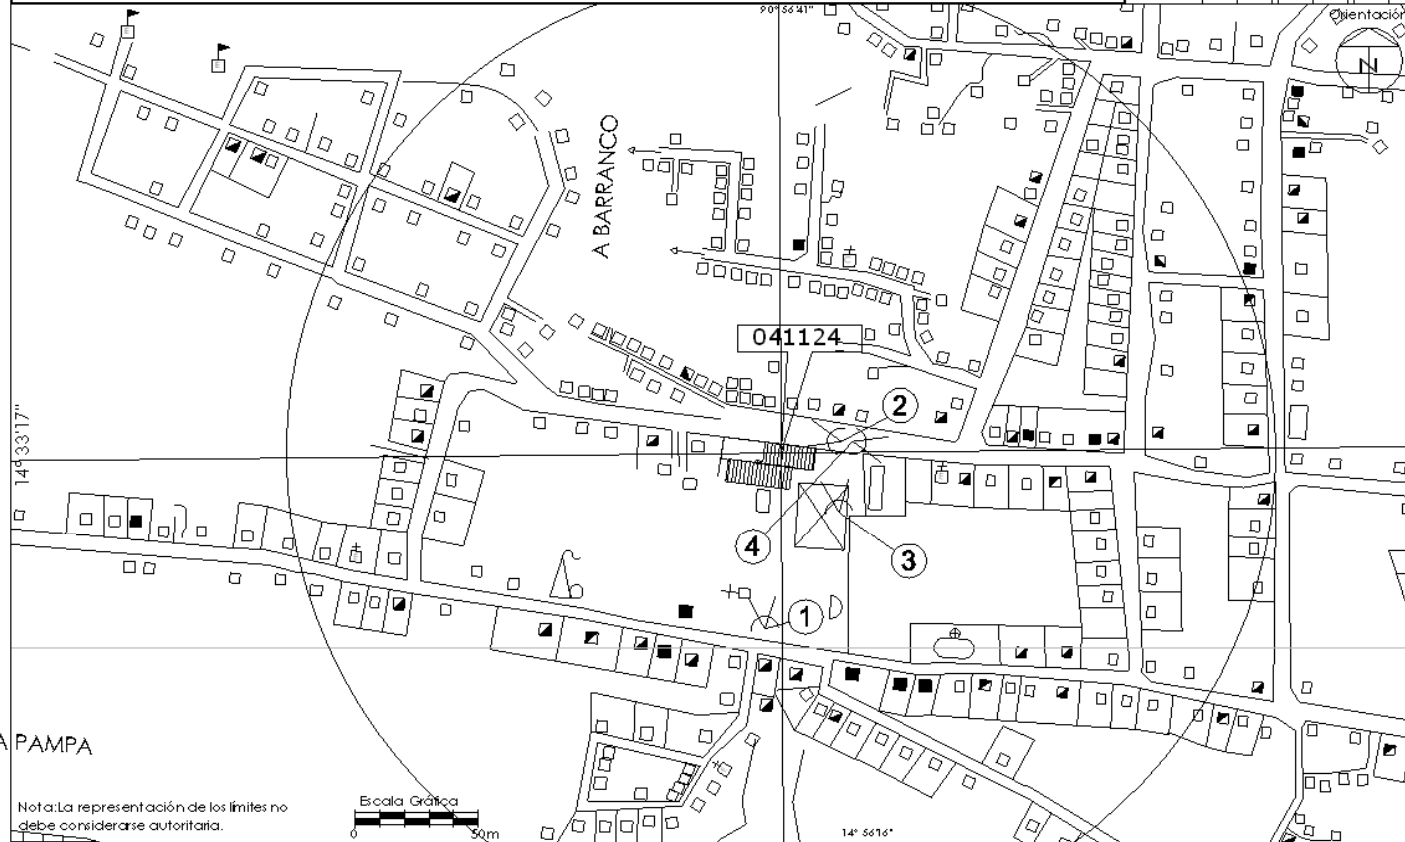 90° 56'41"
Orientación
N
A BARRANCO
041124
2
14° 33'17"
4
3
1
A PAMPA
Nota:La representación de los límites no
debe considerarse autoritaria.
Escala Gráfica
0 50m
14° 56'16"